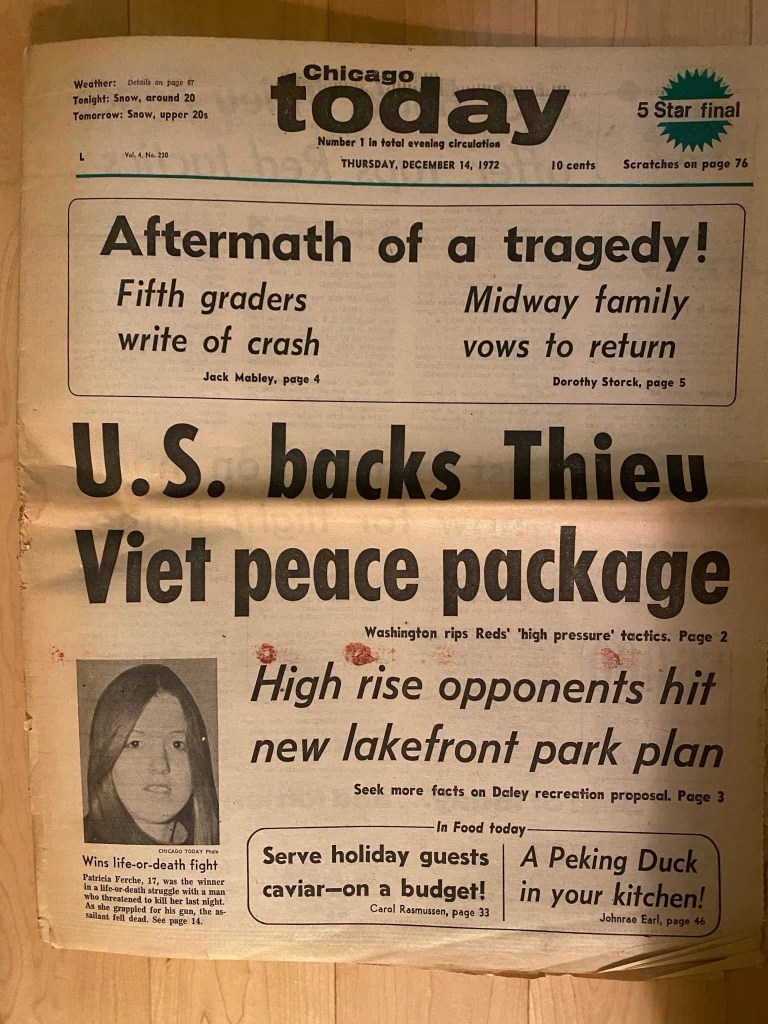 Weather: Details on page 67
Tonight: Snow, around 20
Tomorrow: Snow, upper 20s
L Vol. 4, No. 230
Chicago
today
Number 1 in total evening circulation
THURSDAY, DECEMBER 14, 1972 10 cents
5 Star final
Scratches on page 76
Aftermath of a tragedy!
Fifth graders
write of crash
Jack Mabley, page 4
Midway family
vows to return
Dorothy Storck, page 5
U.S. backs Thieu
Viet peace package
Washington rips Reds' 'high pressure' tactics. Page 2
High rise opponents hit
new lakefront park plan
Seek more facts on Daley recreation proposal. Page 3
CHICAGO TODAY Photo
Wins life-or-death fight
Patricia Ferche, 17, was the winner
in a life-or-death struggle with a man
who threatened to kill her last night.
As she grappled for his gun, the as-
sailant fell dead. See page 14.
In Food today
Serve holiday guests
caviar—on a budget!
Carol Rasmussen, page 33
A Peking Duck
in your kitchen!
Johnrae Earl, page 46